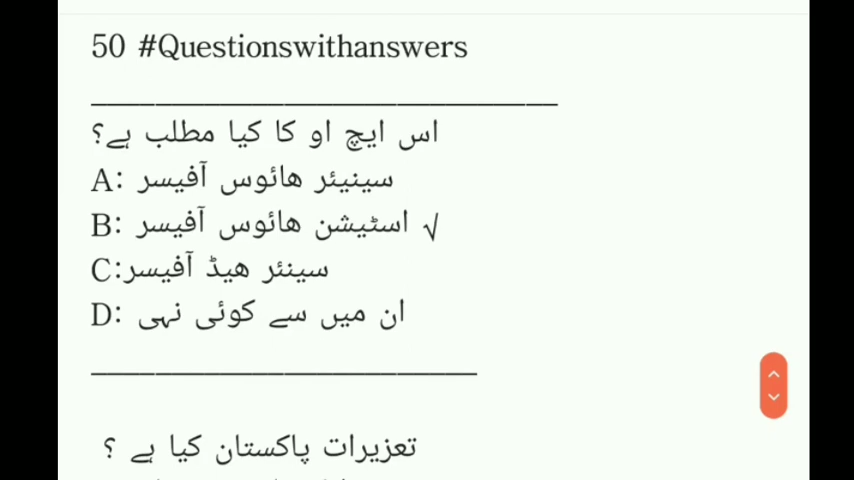 50 #Questionswithanswers
اس ایچ او کا کیا مطلب ہے؟
A: سینیئر ھائوس آفیسر
B: اسٹیشن ھائوس آفیسر √
C:سینئر ھیڈ آفیسر
D: ان میں سے کوئی نہی
تعزیرات پاکستان کیا ہے ؟